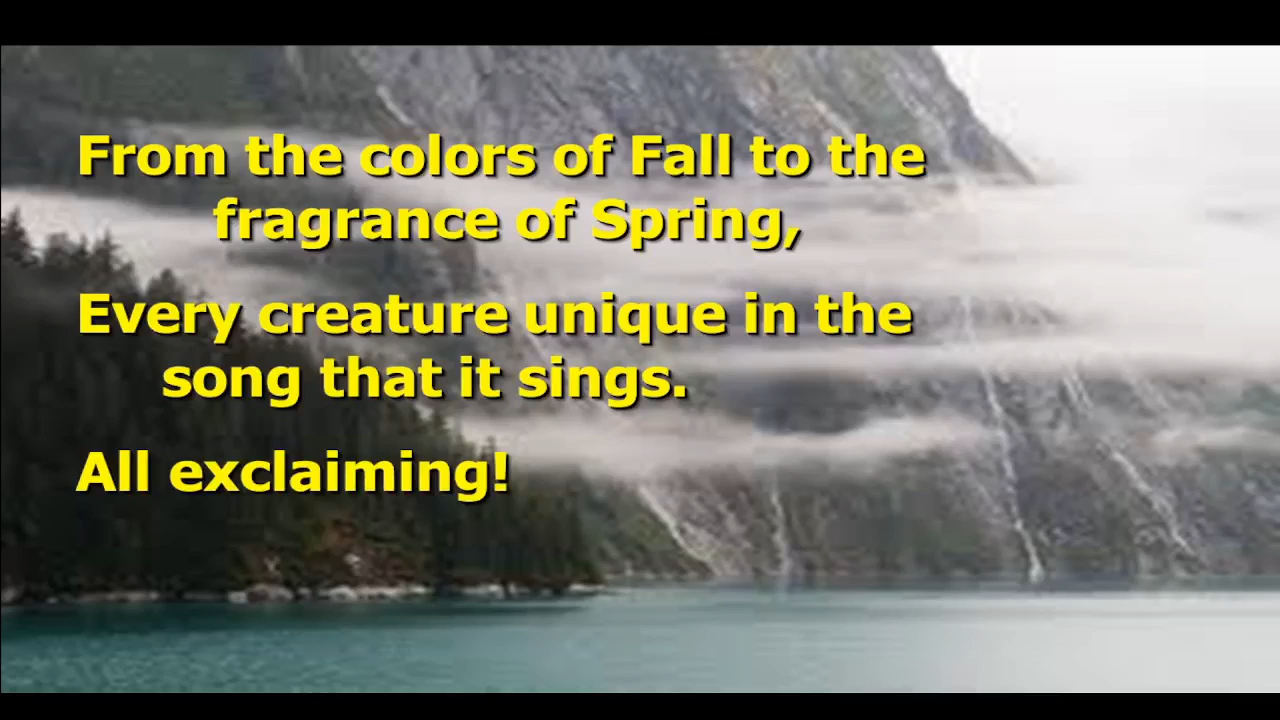 From the colors of Fall to the
fragrance of Spring,
Every creature unique in the
song that it sings.
All exclaiming!